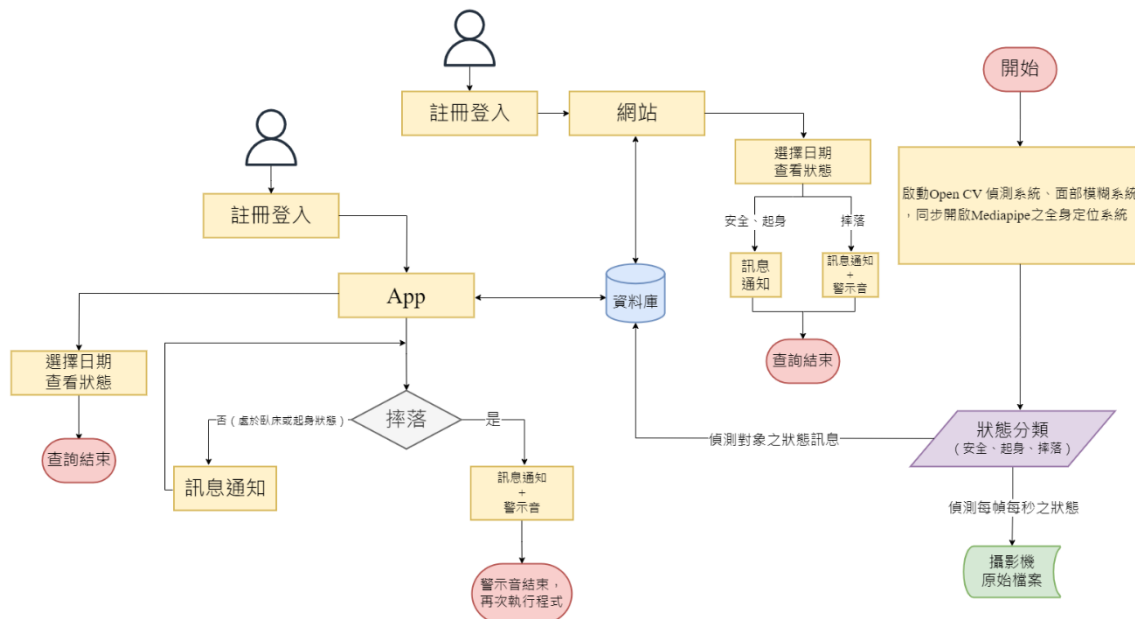 開始
註冊登入
網站
選擇日期
查看狀態
啟動Open CV 偵測系統、面部模糊系統
，同步開啟Mediapipe之全身定位系統
註冊登入
安全、起身
摔落
訊息
通知
訊息通知
+
警示音
App
資料庫
選擇日期
查看狀態
查詢結束
摔落
否（處於臥床或起身狀態）
是
偵測對象之狀態訊息
狀態分類
（安全、起身、摔落）
查詢結束
訊息通知
訊息通知
+
警示音
偵測每幀每秒之狀態
攝影機
原始檔案
警示音結束，
再次執行程式